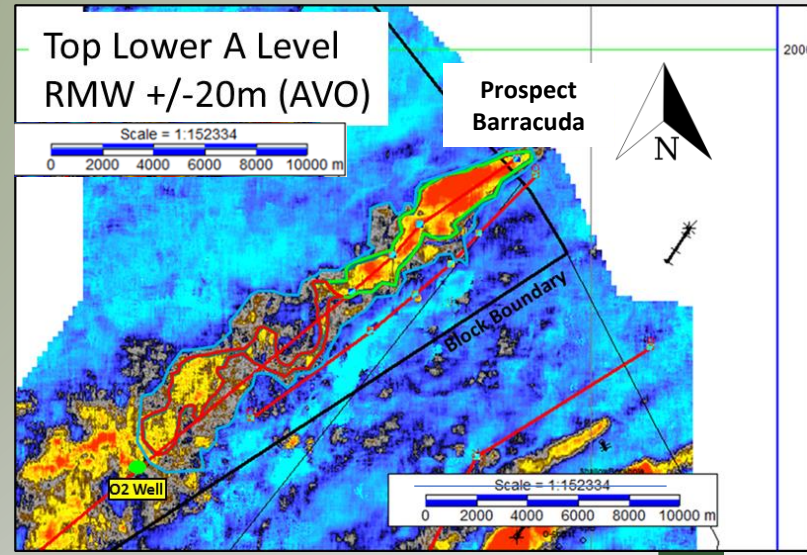 Top Lower A Level
RMW +/-20m (AVO)
Scale = 1:152334
0 2000 4000 6000 8000 10000 m
Prospect
Barracuda
N
2000
Block Boundary
O2 Well
Scale = 1:152334
0 2000 4000 6000 8000 10000 m